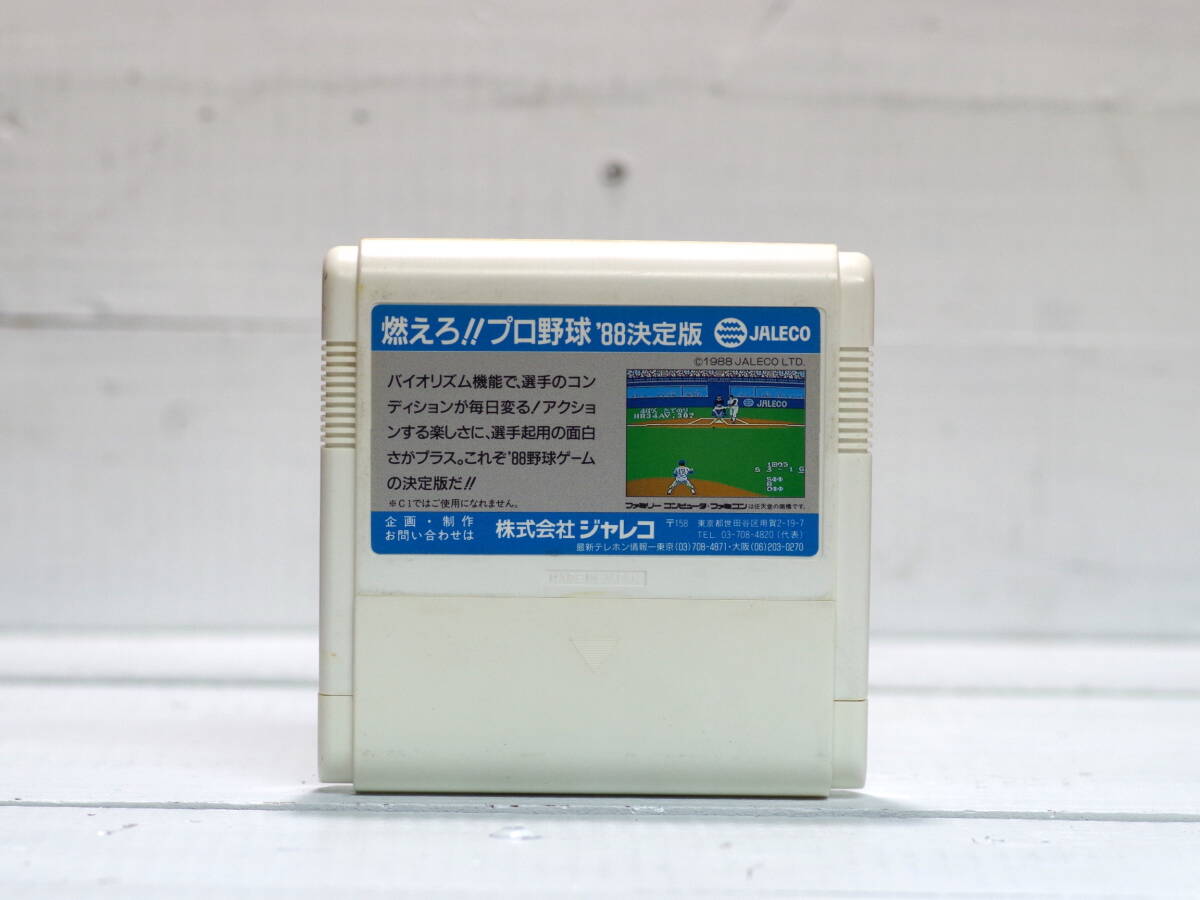 燃えろ!!プロ野球 '88決定版 JALECO
©1988 JALECO LTD.
バイオリズム機能で、選手のコン
ディションが毎日変る!アクショ
ンする楽しさに、選手起用の面白
さがプラス。これぞ'88野球ゲーム
の決定版だ!!
※C1ではご使用になれません。
JALECO
HR34AV.307
ファミリーコンピュータ・ファミコンは任天堂の商標です。
企画・制作
お問い合わせは
株式会社 ジャレコ
〒158 東京都世田谷区用賀2-19-7
TEL 03-708-4820(代表)
最新テレホン情報ー東京(03)708-4871・大阪(06)203-0270
MADE IN JAPAN